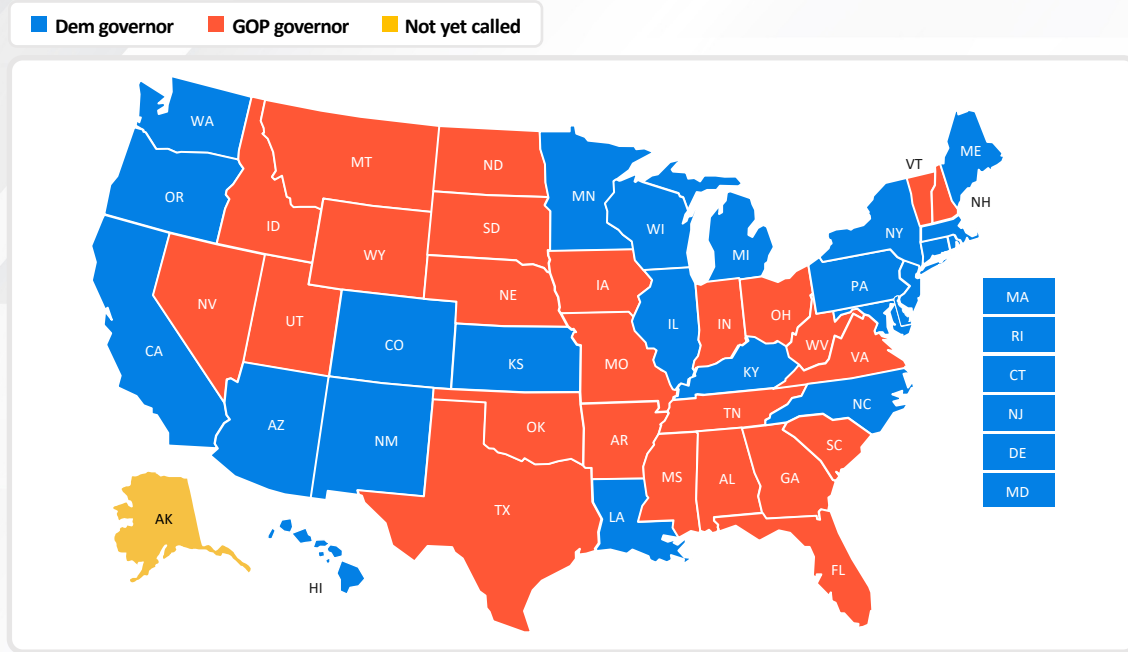 Dem governor GOP governor Not yet called
WA
ME
VT
MT
ND
MN
OR
NH
ID
SD
WI
NY
WY
MI
IA
PA
NE
MA
NV
OH
UT
IL
IN
RI
CO
WV
CA
VA
KS
MO
KY
CT
NC
TN
NJ
AZ
OK
NM
AR
SC
DE
MS
AL
GA
MD
TX
LA
AK
FL
HI